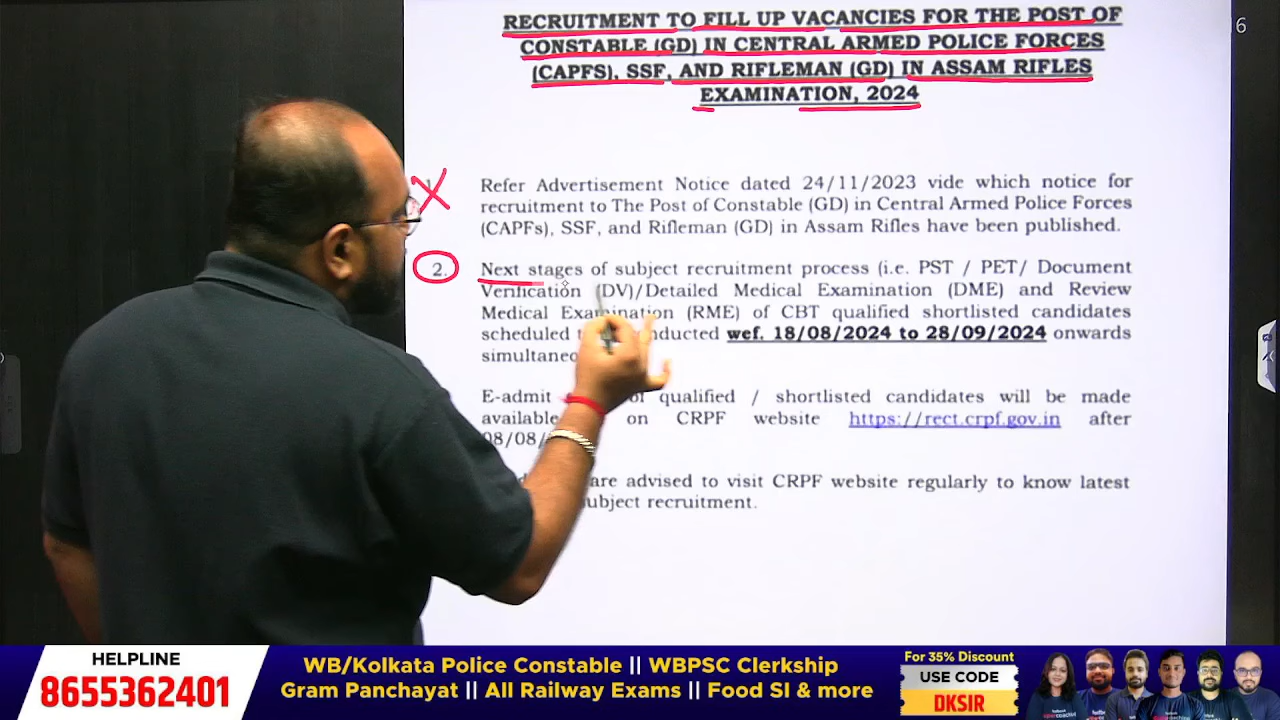 RECRUITMENT TO FILL UP VACANCIES FOR THE POST OF
CONSTABLE (GD) IN CENTRAL ARMED POLICE FORCES
(CAPFS), SSF, AND RIFLEMAN (GD) IN ASSAM RIFLES
EXAMINATION, 2024
6
1.
Refer Advertisement Notice dated 24/11/2023 vide which notice for
recruitment to The Post of Constable (GD) in Central Armed Police Forces
(CAPFs), SSF, and Rifleman (GD) in Assam Rifles have been published.
2. Next stages of subject recruitment process (i.e. PST / PET/ Document
Verification (DV)/Detailed Medical Examination (DME) and Review
Medical Examination (RME) of CBT qualified shortlisted candidates
scheduled wef. 18/08/2024 to 28/09/2024 onwards
E-admit of qualified / shortlisted candidates will be made
available on CRPF website https://rect.crpf.gov.in after
08/08/
are advised to visit CRPF website regularly to know latest
recruitment.
HELPLINE
8655362401
WB/Kolkata Police Constable || WBPSC Clerkship
Gram Panchayat || All Railway Exams || Food SI & more
For 35% Discount
USE CODE
DKSIR